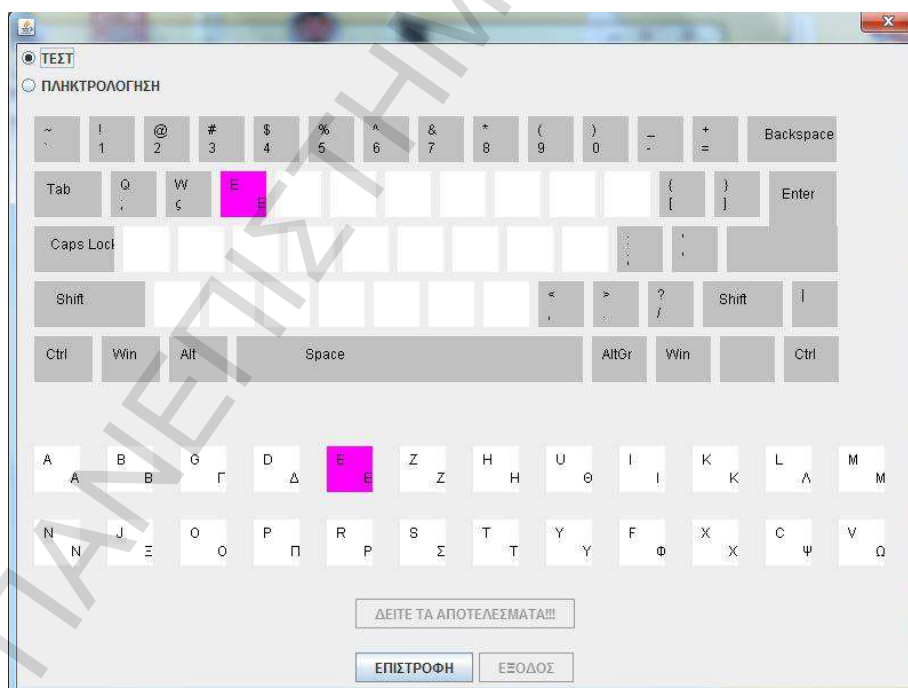 ΤΕΣΤ
ΠΛΗΚΤΡΟΛΟΓΗΣΗ
~ ! @ # $ % ^ & * ( ) _ + Backspace
` 1 2 3 4 5 6 7 8 9 0 - =
Tab Q W E { } Enter
; ς Ε [ ]
Caps Lock : '
; '
Shift < > ? Shift |
, . /
Ctrl Win Alt Space AltGr Win Ctrl
A B G D E Z H U I K L M
Α Β Γ Δ Ε Ζ Η Θ Ι Κ Λ Μ
N J O P R S T Y F X C V
Ν Ξ Ο Π Ρ Σ Τ Υ Φ Χ Ψ Ω
ΔΕΙΤΕ ΤΑ ΑΠΟΤΕΛΕΣΜΑΤΑ!!!
ΕΠΙΣΤΡΟΦΗ ΕΞΟΔΟΣ
ΠΑΝΕΠΙΣΤΗΜ